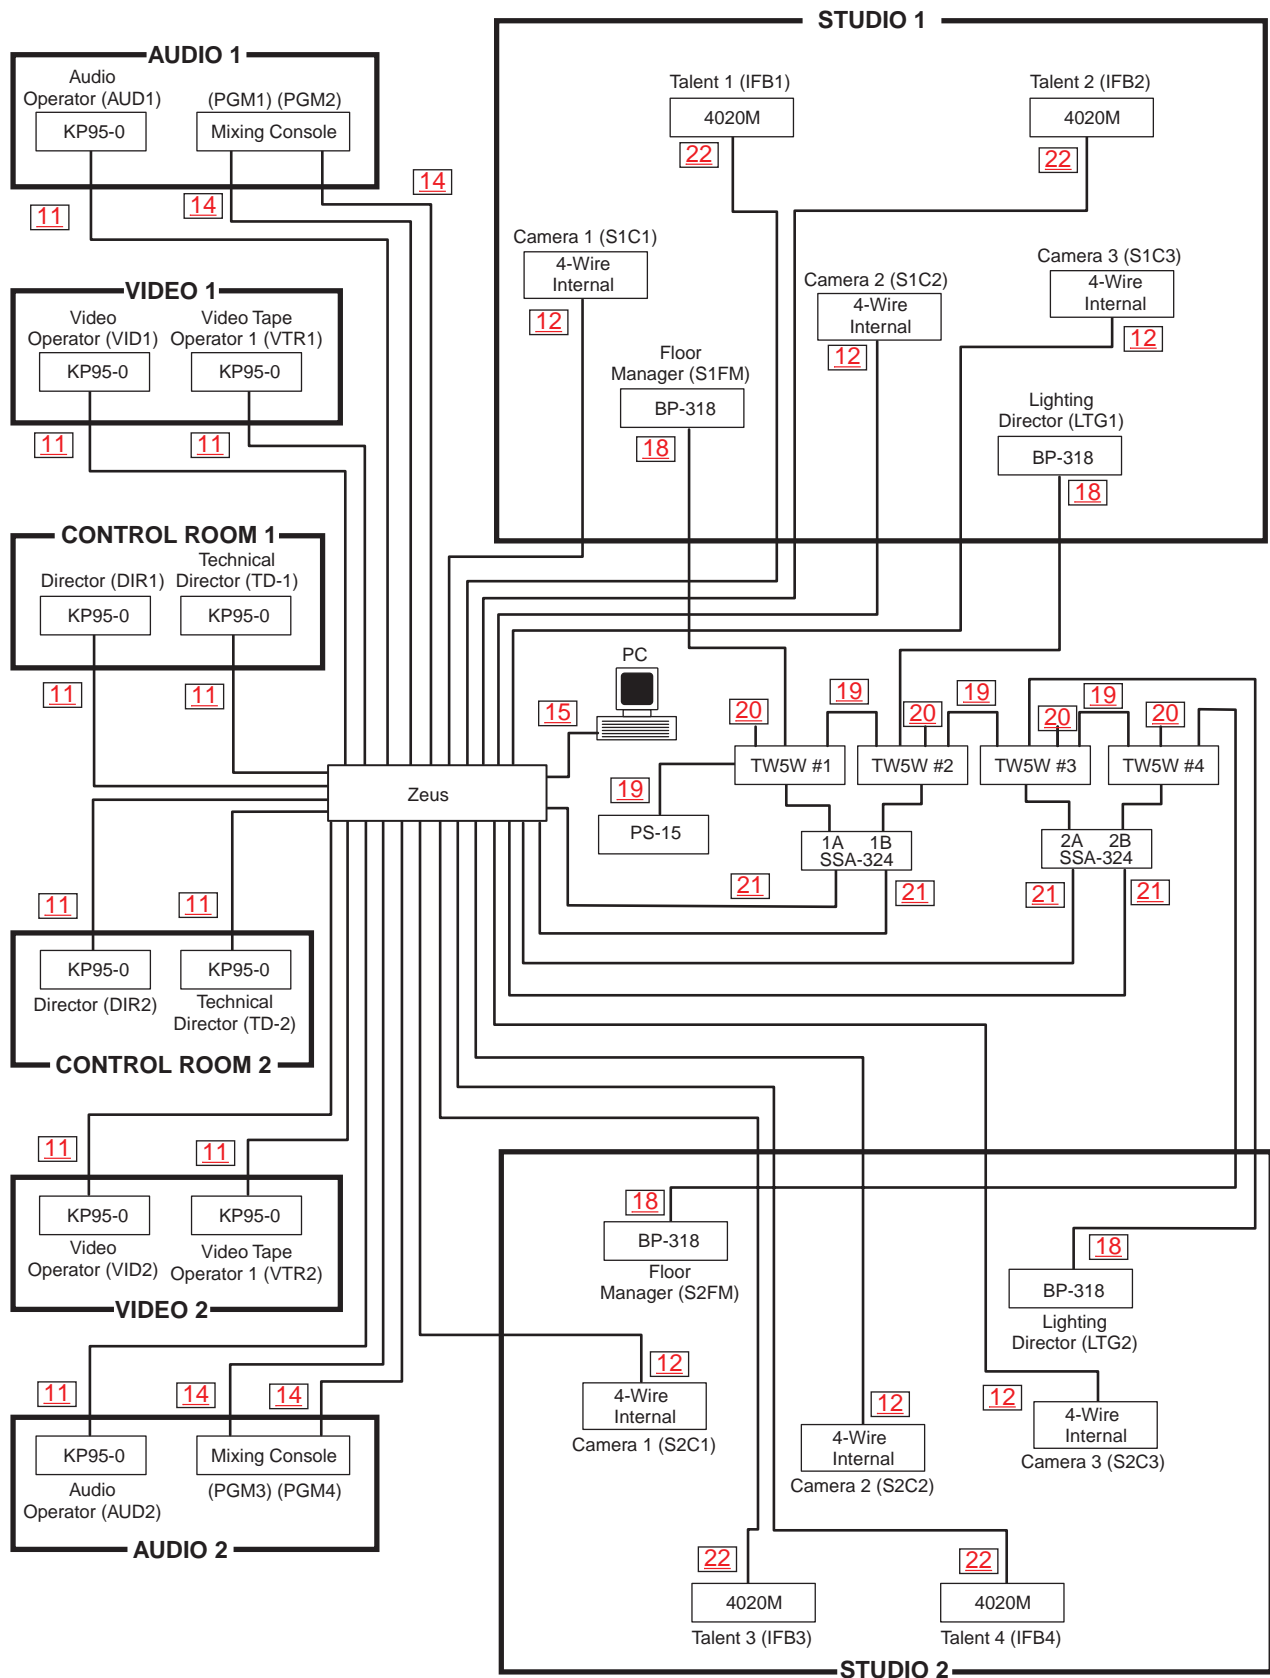 STUDIO 1
AUDIO 1
Audio
Operator (AUD1)
(PGM1) (PGM2)
KP95-0
Mixing Console
11
14
14
Talent 1 (IFB1)
4020M
22
Talent 2 (IFB2)
4020M
22
Camera 1 (S1C1)
4-Wire
Internal
12
Camera 2 (S1C2)
4-Wire
Internal
12
Camera 3 (S1C3)
4-Wire
Internal
12
VIDEO 1
Video
Operator (VID1)
Video Tape
Operator 1 (VTR1)
KP95-0
KP95-0
11
11
Floor
Manager (S1FM)
BP-318
18
Lighting
Director (LTG1)
BP-318
18
CONTROL ROOM 1
Director (DIR1)
Technical
Director (TD-1)
KP95-0
KP95-0
11
11
PC
15
20
19
20
19
20
19
20
TW5W #1
TW5W #2
TW5W #3
TW5W #4
Zeus
19
PS-15
1A 1B
SSA-324
2A 2B
SSA-324
21
21
21
21
11
11
KP95-0
KP95-0
Director (DIR2)
Technical
Director (TD-2)
CONTROL ROOM 2
11
11
KP95-0
KP95-0
Video
Operator (VID2)
Video Tape
Operator 1 (VTR2)
VIDEO 2
18
BP-318
Floor
Manager (S2FM)
18
BP-318
Lighting
Director (LTG2)
11
14
14
KP95-0
Mixing Console
Audio
Operator (AUD2)
(PGM3) (PGM4)
AUDIO 2
12
4-Wire
Internal
Camera 1 (S2C1)
12
4-Wire
Internal
Camera 2 (S2C2)
12
4-Wire
Internal
Camera 3 (S2C3)
22
4020M
Talent 3 (IFB3)
22
4020M
Talent 4 (IFB4)
STUDIO 2